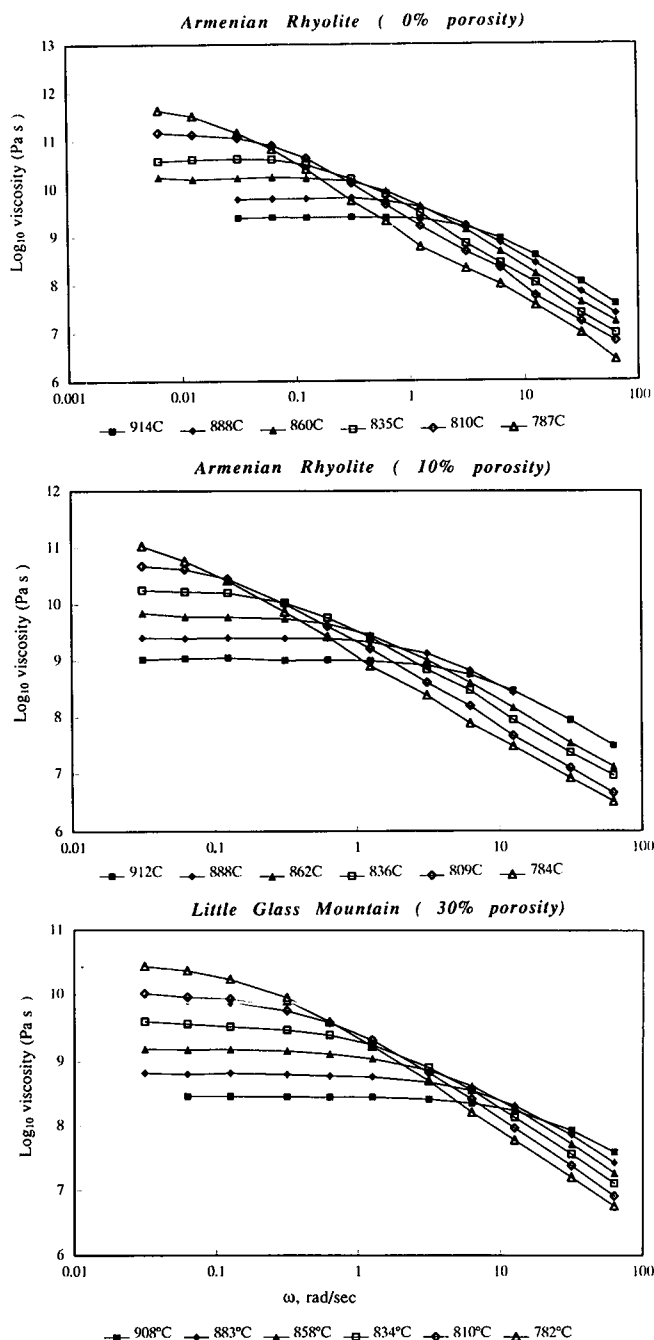 Armenian Rhyolite ( 0% porosity)
13
12
11
10
9
8
7
6
Log10 viscosity (Pa s)
0.001
0.01
0.1
1
10
100
914C
888C
860C
835C
810C
787C
Armenian Rhyolite ( 10% porosity)
12
11
10
9
8
7
6
Log10 viscosity (Pa s)
0.01
0.1
1
10
100
912C
888C
862C
836C
809C
784C
Little Glass Mountain ( 30% porosity)
11
10
9
8
7
6
Log10 viscosity (Pa s)
0.01
0.1
1
10
100
ω, rad/sec
908°C
883°C
858°C
834°C
810°C
782°C